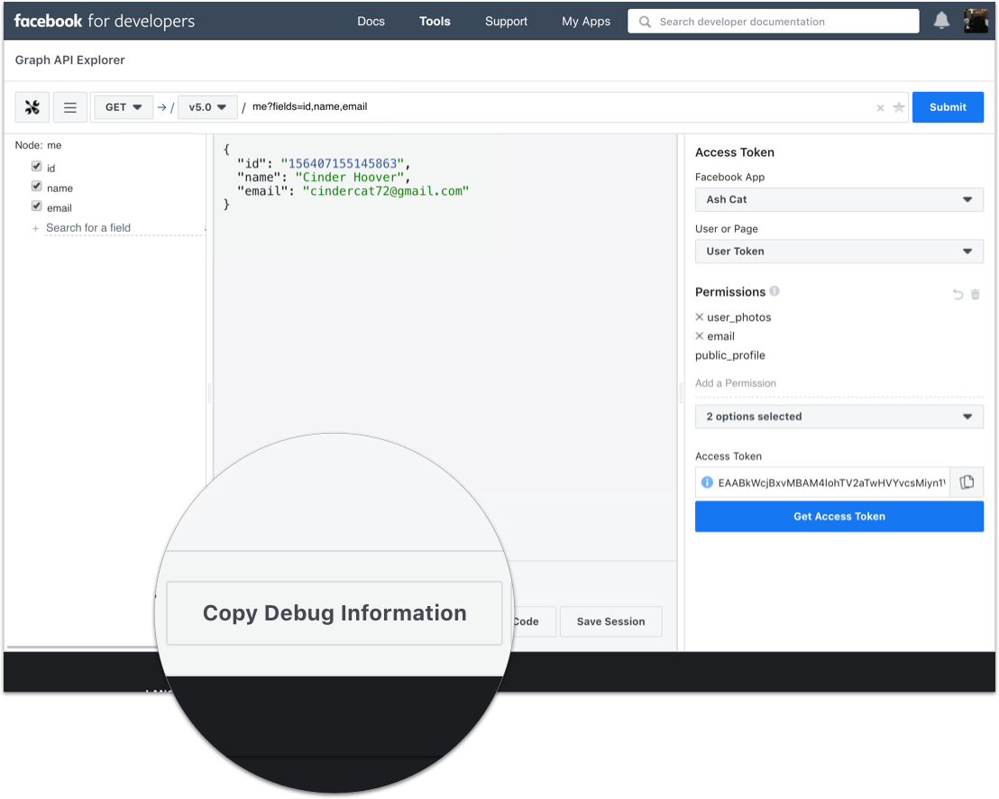 facebook for developers Docs Tools Support My Apps Search developer documentation
Graph API Explorer
GET → / v5.0 / me?fields=id,name,email × Submit
Node: me
id
name
email
+ Search for a field
{
"id": "156407155145863",
"name": "Cinder Hoover",
"email": "cindercat72@gmail.com"
}
Access Token
Facebook App
Ash Cat
User or Page
User Token
Permissions
user_photos
email
public_profile
Add a Permission
2 options selected
Access Token
EAABkWcjBxvMBAM4IohTV2aTwHVYvcsMiyn1
Get Access Token
Copy Debug Information
Code Save Session